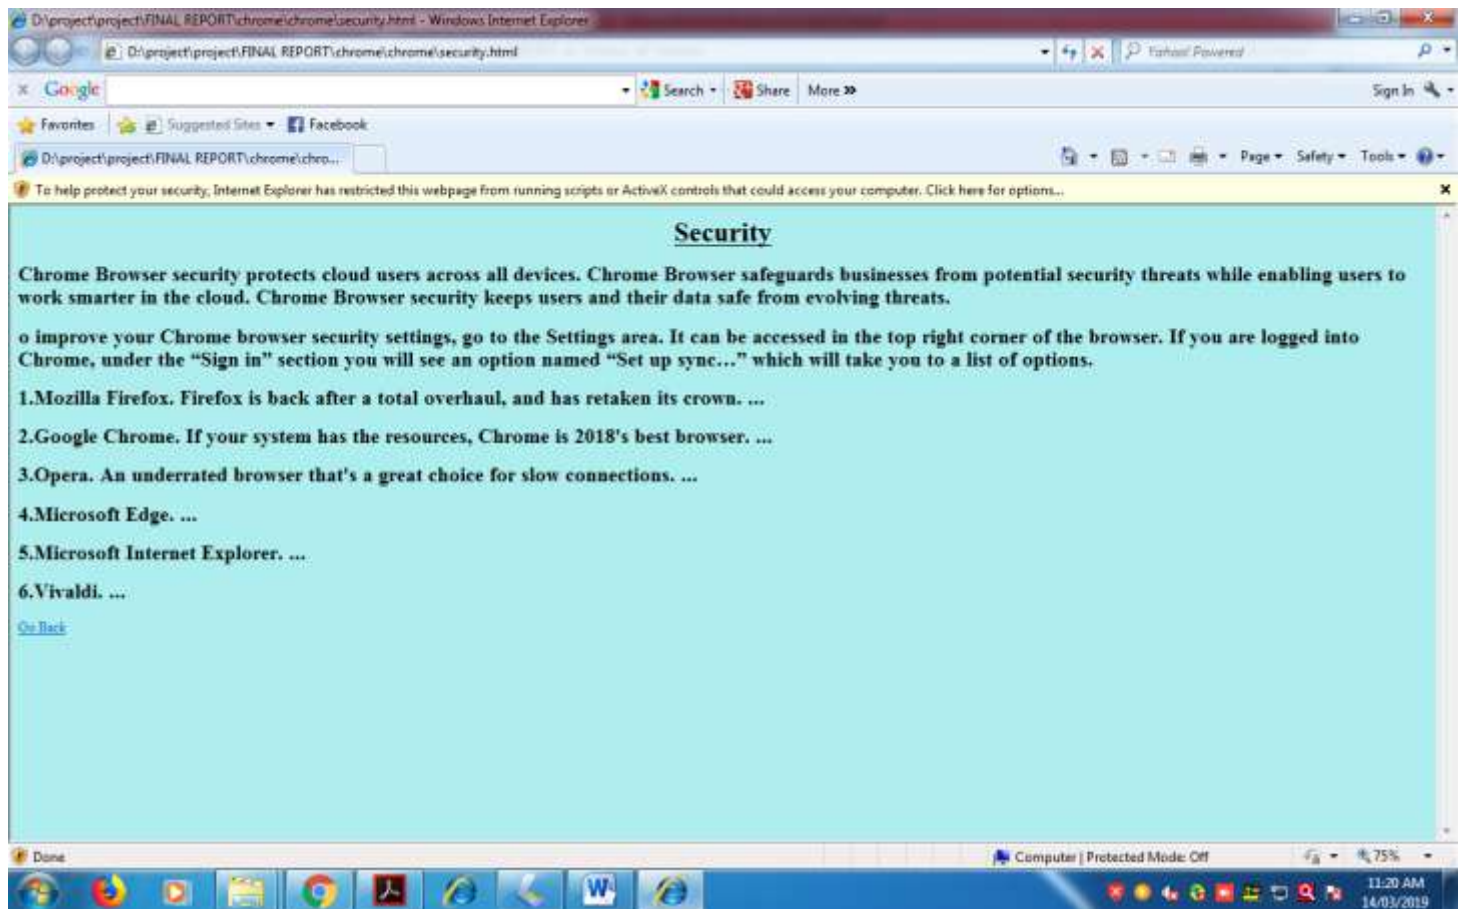 D:\project\project\FINAL REPORT\chrome\chrome\security.html - Windows Internet Explorer
D:\project\project\FINAL REPORT\chrome\chrome\security.html
Yahoo! Powered
x Google
Search
Share
More »
Sign In
Favorites
Suggested Sites
Facebook
D:\project\project\FINAL REPORT\chrome\chro...
Page
Safety
Tools
To help protect your security, Internet Explorer has restricted this webpage from running scripts or ActiveX controls that could access your computer. Click here for options...
Security
Chrome Browser security protects cloud users across all devices. Chrome Browser safeguards businesses from potential security threats while enabling users to
work smarter in the cloud. Chrome Browser security keeps users and their data safe from evolving threats.
o improve your Chrome browser security settings, go to the Settings area. It can be accessed in the top right corner of the browser. If you are logged into
Chrome, under the “Sign in” section you will see an option named “Set up sync…” which will take you to a list of options.
1.Mozilla Firefox. Firefox is back after a total overhaul, and has retaken its crown. ...
2.Google Chrome. If your system has the resources, Chrome is 2018's best browser. ...
3.Opera. An underrated browser that's a great choice for slow connections. ...
4.Microsoft Edge. ...
5.Microsoft Internet Explorer. ...
6.Vivaldi. ...
Go Back
Done
Computer | Protected Mode: Off
75%
11:20 AM
14/03/2019